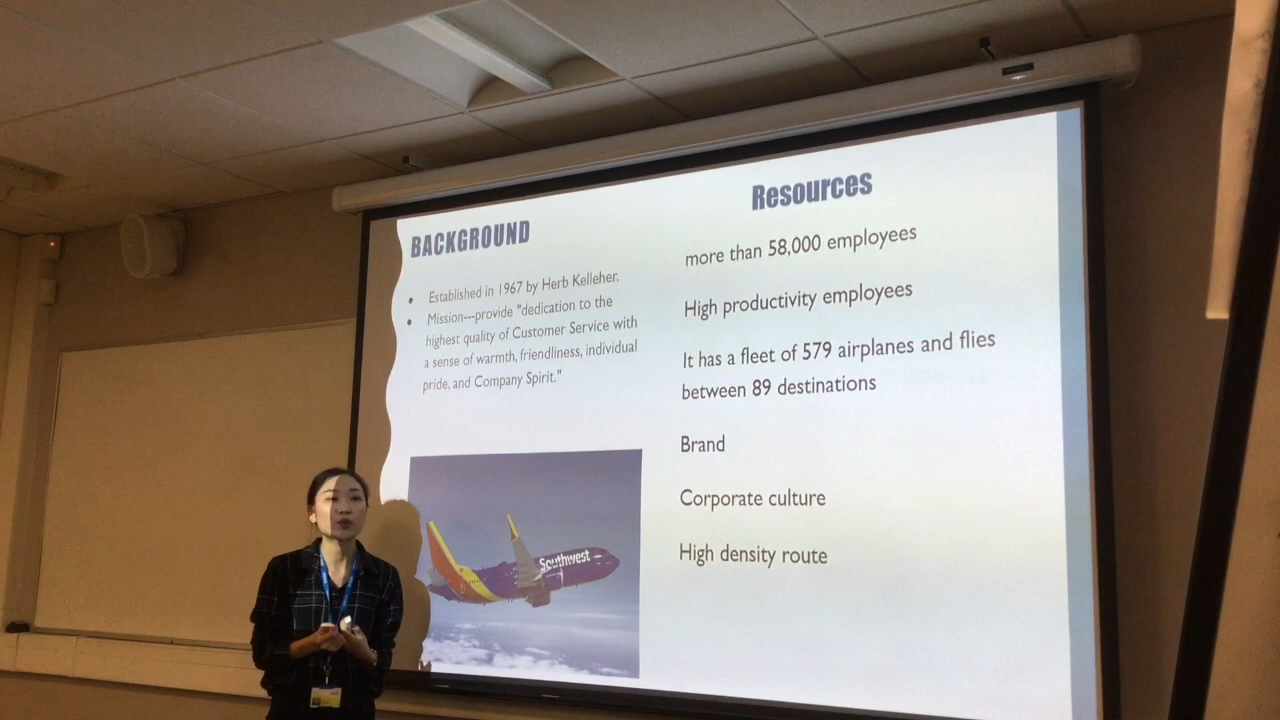 BACKGROUND
• Established in 1967 by Herb Kelleher.
• Mission---provide "dedication to the
highest quality of Customer Service with
a sense of warmth, friendliness, individual
pride, and Company Spirit."
Southwest
Resources
more than 58,000 employees
High productivity employees
It has a fleet of 579 airplanes and flies
between 89 destinations
Brand
Corporate culture
High density route